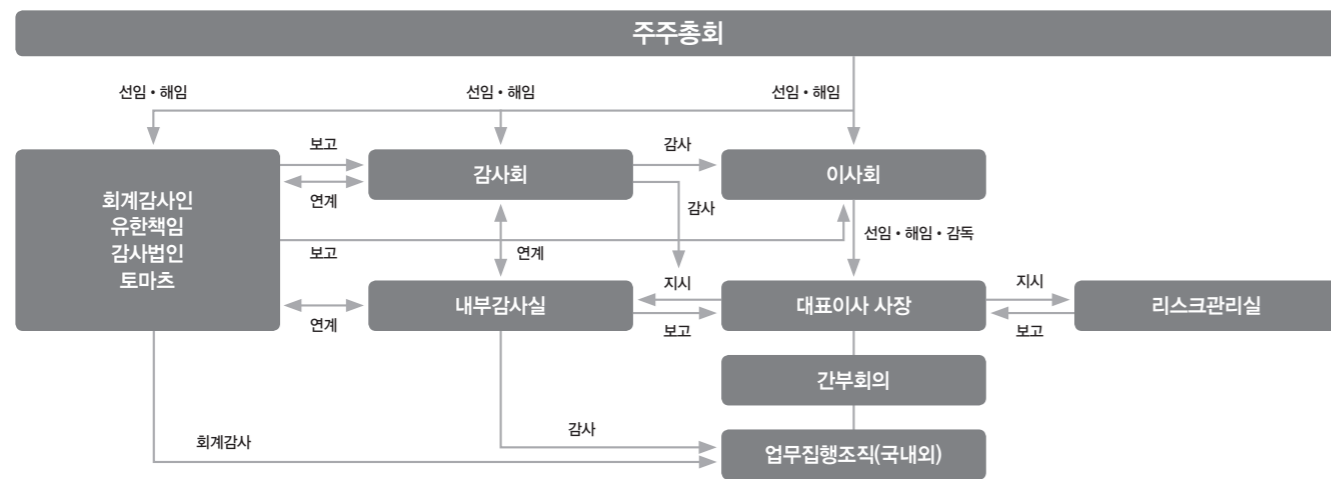 주주총회
선임・해임
선임・해임
선임・해임
회계감사인
유한책임
감사법인
토마츠
보고
연계
감사회
감사
이사회
감사
보고
연계
선임・해임・감독
연계
내부감사실
지시
보고
대표이사 사장
지시
보고
리스크관리실
간부회의
회계감사
감사
업무집행조직(국내외)